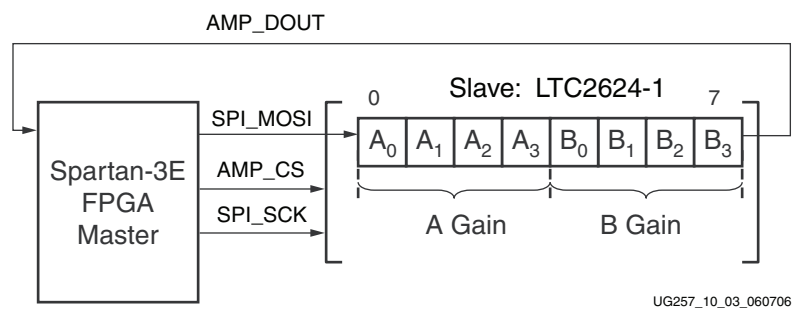 AMP_DOUT
Slave: LTC2624-1
0 7
SPI_MOSI
A0 A1 A2 A3 B0 B1 B2 B3
Spartan-3E
FPGA
Master
AMP_CS
SPI_SCK
A Gain B Gain
UG257_10_03_060706